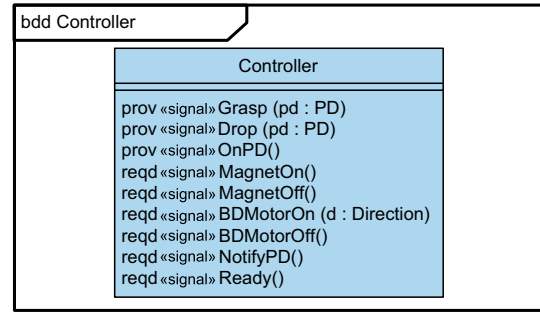 bdd Controller
Controller
prov «signal» Grasp (pd : PD)
prov «signal» Drop (pd : PD)
prov «signal» OnPD()
reqd «signal» MagnetOn()
reqd «signal» MagnetOff()
reqd «signal» BDMotorOn (d : Direction)
reqd «signal» BDMotorOff()
reqd «signal» NotifyPD()
reqd «signal» Ready()